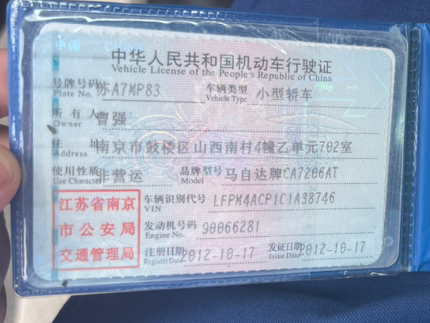 中华人民共和国机动车行驶证
Vehicle License of the People's Republic of China
号牌号码 苏A7MP83 车辆类型 小型轿车
Plate No. Vehicle Type
所有人 曹强
Owner
住址 南京市鼓楼区山西南村4幢乙单元702室
Address
使用性质 非营运 品牌型号 马自达牌CA7206AT
Use Character Model
江苏省南京 车辆识别代号 LFPM4ACP1C1A38746
VIN
市公安局 发动机号码 90066281
Engine No.
交通管理局 注册日期 2012-10-17 发证日期 2012-10-17
Register Date Issue Date